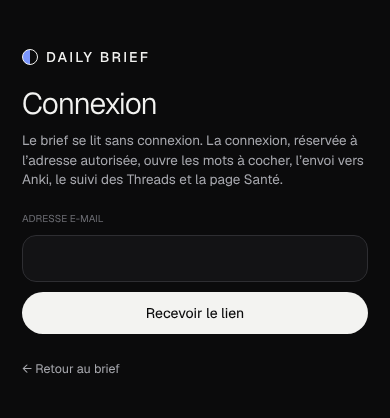 DAILY BRIEF
Connexion
Le brief se lit sans connexion. La connexion, réservée à
l'adresse autorisée, ouvre les mots à cocher, l'envoi vers
Anki, le suivi des Threads et la page Santé.
ADRESSE E-MAIL
Recevoir le lien
← Retour au brief